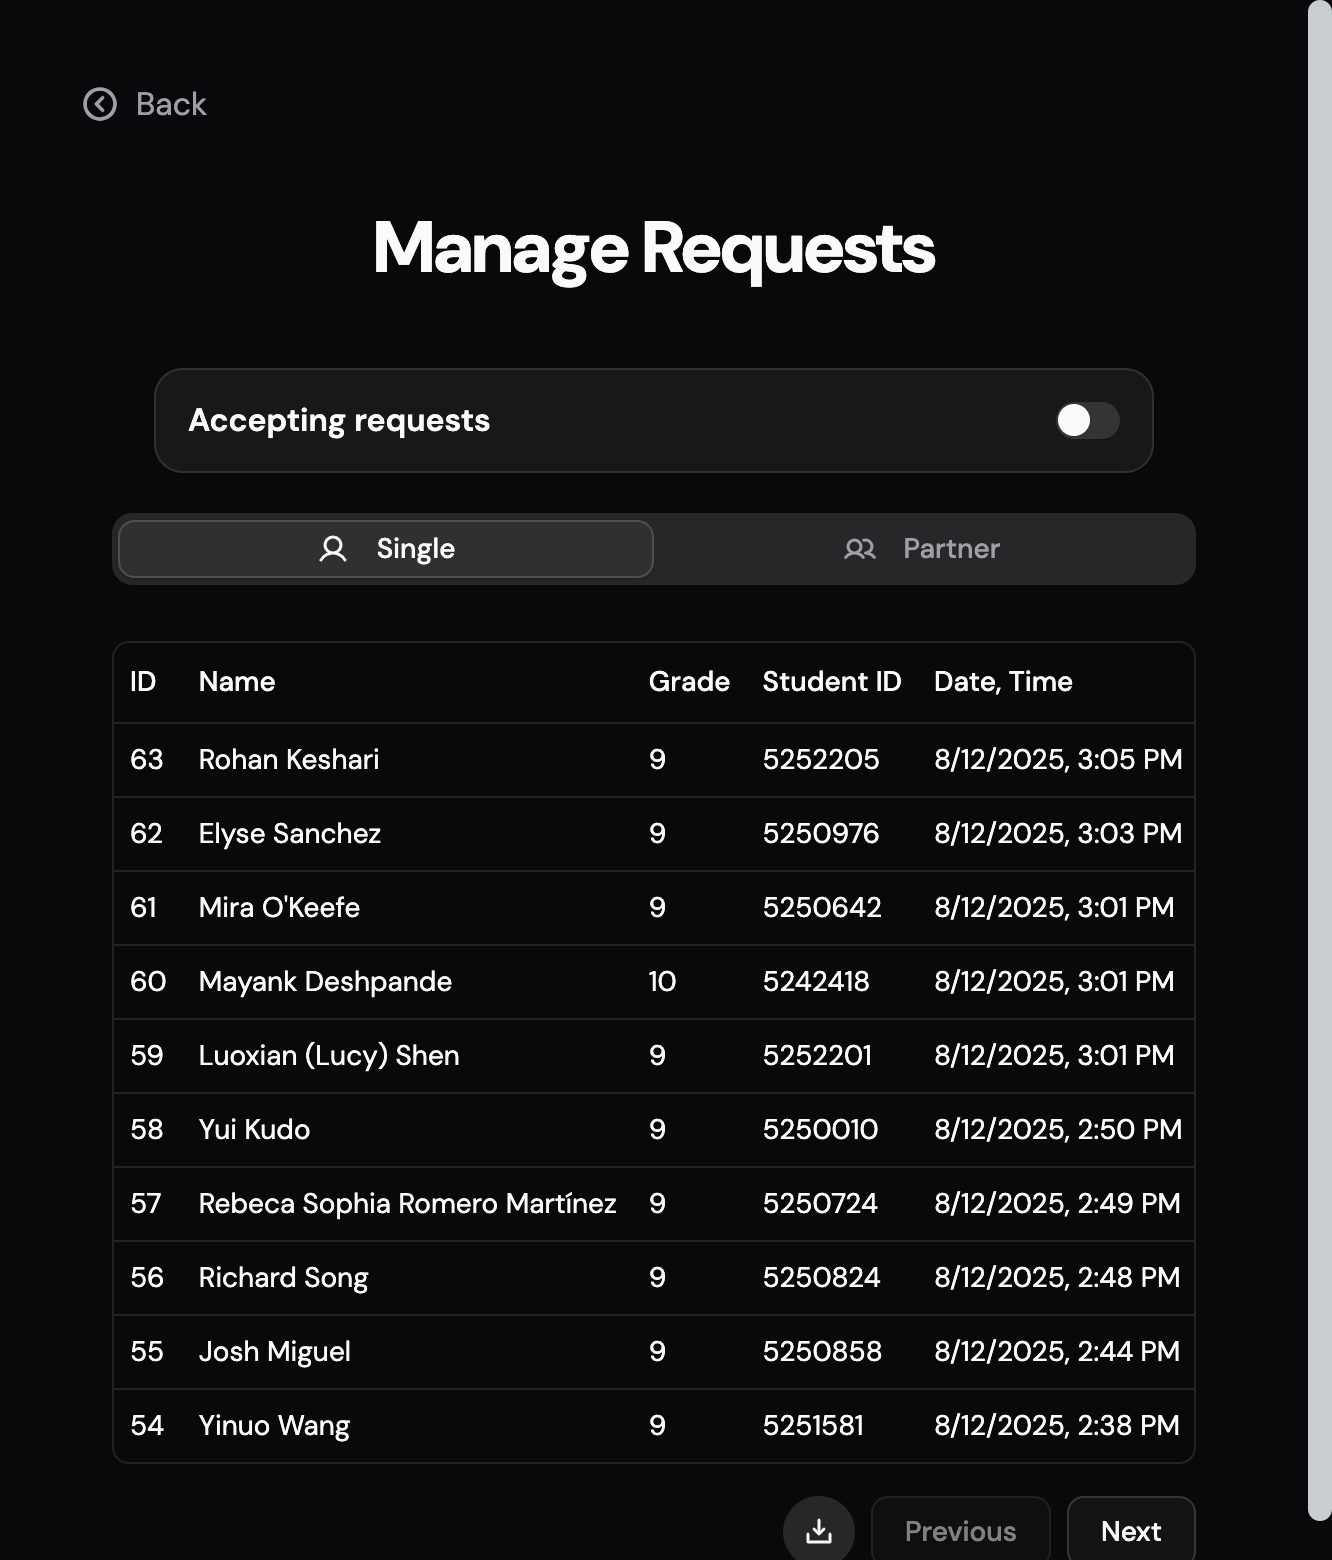 Back
Manage Requests
Accepting requests
Single Partner
ID Name Grade Student ID Date, Time
63 Rohan Keshari 9 5252205 8/12/2025, 3:05 PM
62 Elyse Sanchez 9 5250976 8/12/2025, 3:03 PM
61 Mira O'Keefe 9 5250642 8/12/2025, 3:01 PM
60 Mayank Deshpande 10 5242418 8/12/2025, 3:01 PM
59 Luoxian (Lucy) Shen 9 5252201 8/12/2025, 3:01 PM
58 Yui Kudo 9 5250010 8/12/2025, 2:50 PM
57 Rebeca Sophia Romero Martínez 9 5250724 8/12/2025, 2:49 PM
56 Richard Song 9 5250824 8/12/2025, 2:48 PM
55 Josh Miguel 9 5250858 8/12/2025, 2:44 PM
54 Yinuo Wang 9 5251581 8/12/2025, 2:38 PM
Previous Next